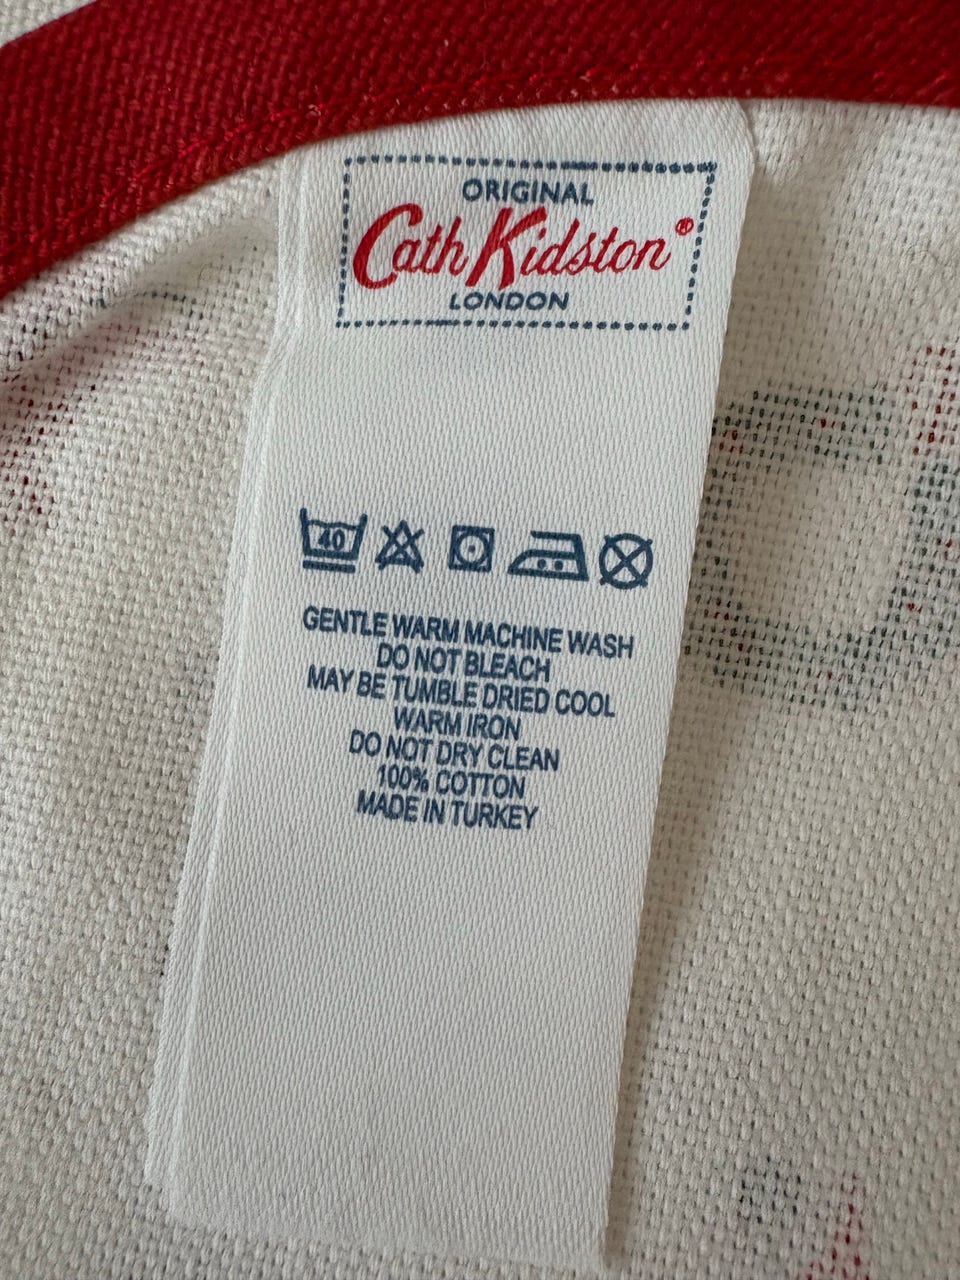 ORIGINAL
Cath Kidston®
LONDON
40
GENTLE WARM MACHINE WASH
DO NOT BLEACH
MAY BE TUMBLE DRIED COOL
WARM IRON
DO NOT DRY CLEAN
100% COTTON
MADE IN TURKEY